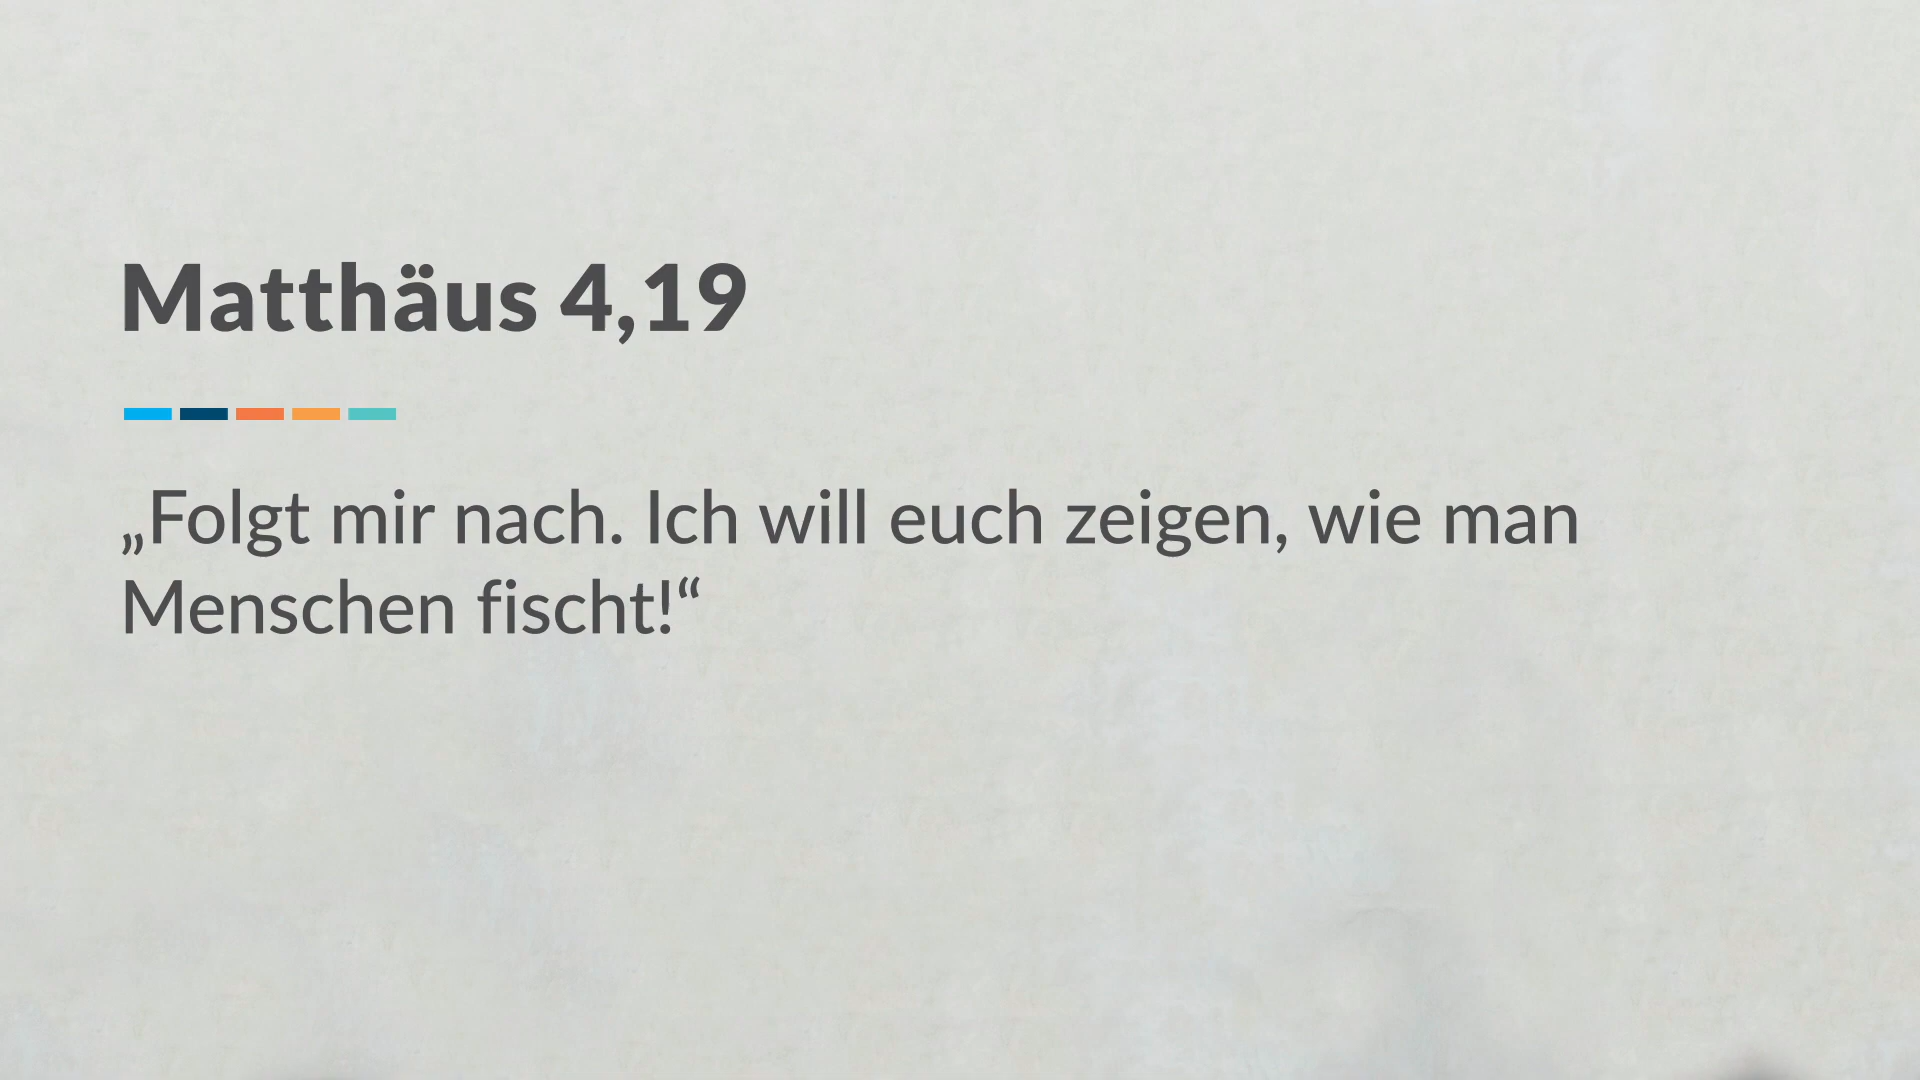 Matthäus 4,19
„Folgt mir nach. Ich will euch zeigen, wie man
Menschen fischt!“